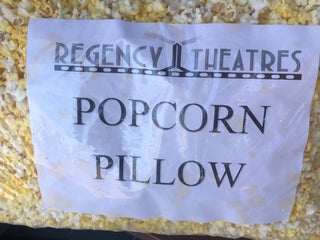 REGENCY THEATRES
POPCORN
PILLOW